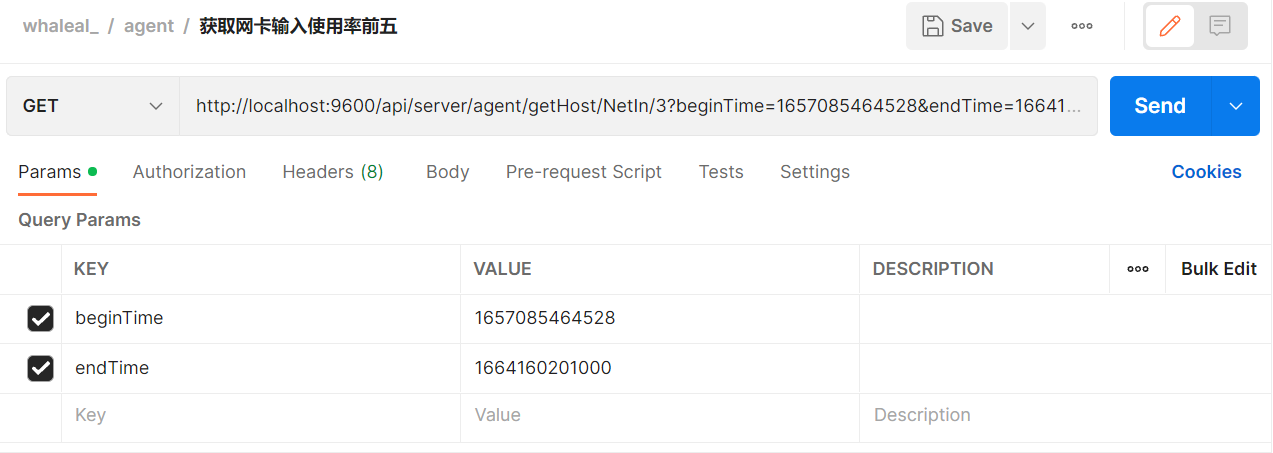 whaleal_ / agent / 获取网卡输入使用率前五 Save
GET http://localhost:9600/api/server/agent/getHost/NetIn/3?beginTime=1657085464528&endTime=16641... Send
Params Authorization Headers (8) Body Pre-request Script Tests Settings Cookies
Query Params
KEY VALUE DESCRIPTION Bulk Edit
beginTime 1657085464528
endTime 1664160201000
Key Value Description